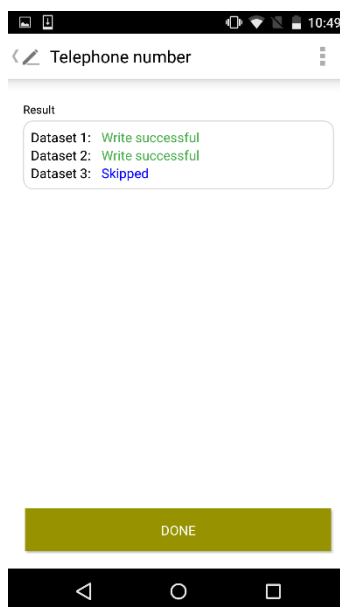 10:49
Telephone number
Result
Dataset 1: Write successful
Dataset 2: Write successful
Dataset 3: Skipped
DONE